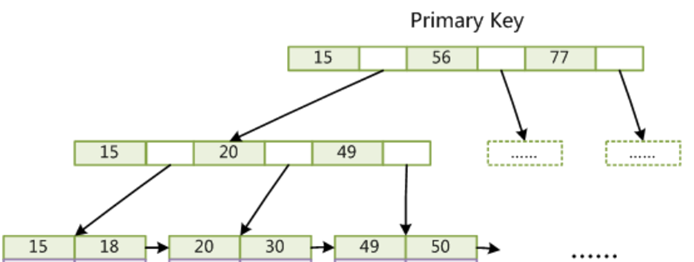 Primary Key
15 56 77
15 20 49
...... ......
15 18 20 30 49 50
......